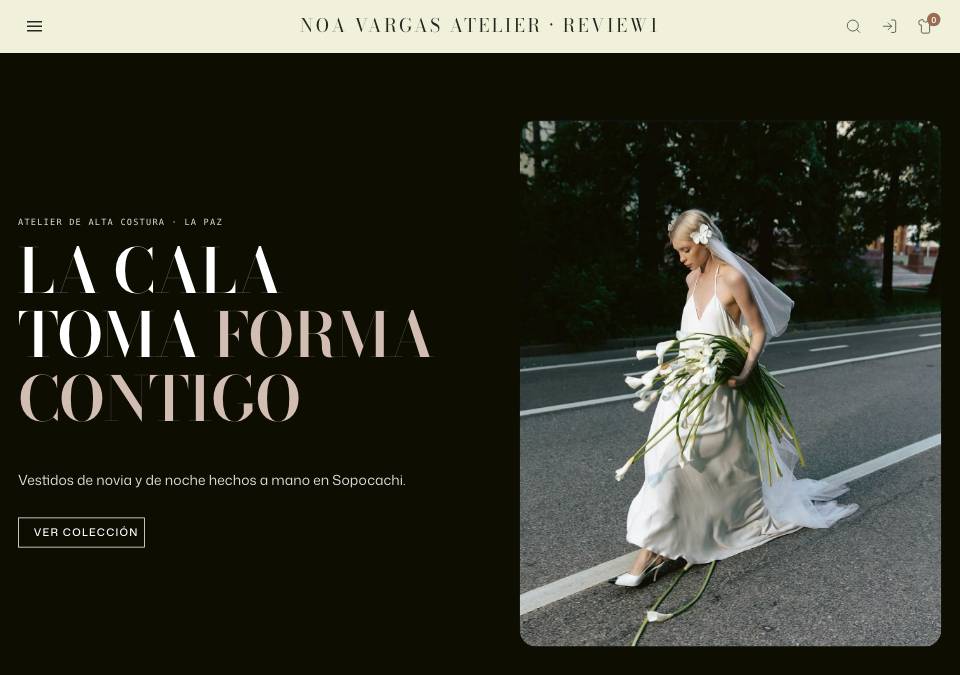 NOA VARGAS ATELIER · REVIEW1
0
ATELIER DE ALTA COSTURA · LA PAZ
LA CALA
TOMA FORMA
CONTIGO
Vestidos de novia y de noche hechos a mano en Sopocachi.
VER COLECCIÓN